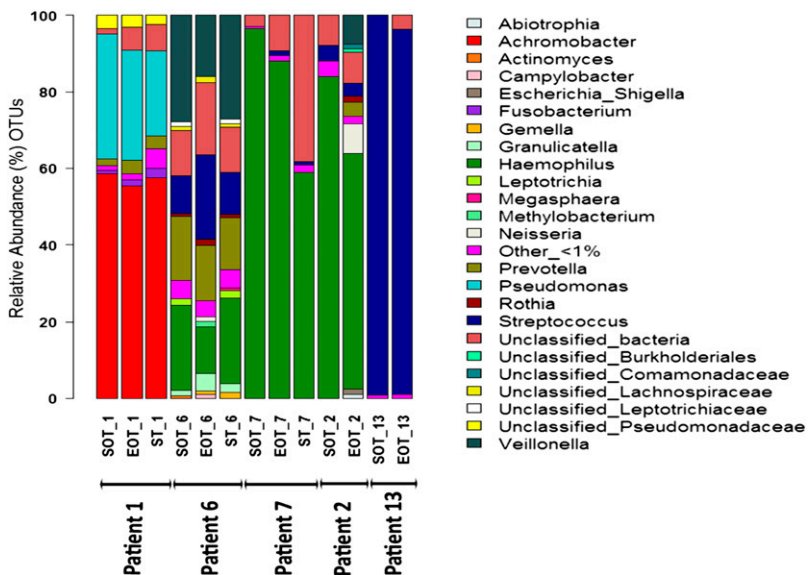 Relative Abundance (%) OTUs
100
80
60
40
20
0
SOT_1
EOT_1
ST_1
SOT_6
EOT_6
ST_6
SOT_7
EOT_7
ST_7
SOT_2
EOT_2
SOT_13
EOT_13
Patient 1
Patient 6
Patient 7
Patient 2
Patient 13
Abiotrophia
Achromobacter
Actinomyces
Campylobacter
Escherichia_Shigella
Fusobacterium
Gemella
Granulicatella
Haemophilus
Leptotrichia
Megasphaera
Methylobacterium
Neisseria
Other_<1%
Prevotella
Pseudomonas
Rothia
Streptococcus
Unclassified_bacteria
Unclassified_Burkholderiales
Unclassified_Comamonadaceae
Unclassified_Lachnospiraceae
Unclassified_Leptotrichiaceae
Unclassified_Pseudomonadaceae
Veillonella